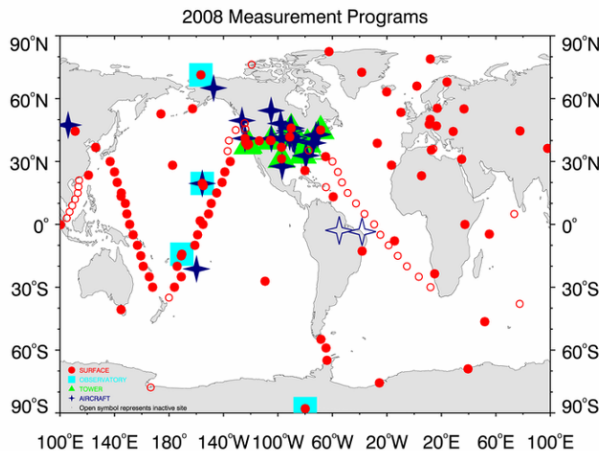 2008 Measurement Programs
90°N 90°N
60°N 60°N
30°N 30°N
0° 0°
30°S 30°S
60°S 60°S
SURFACE
OBSERVATORY
TOWER
AIRCRAFT
Open symbol represents inactive site
90°S 90°S
100°E 140°E 180° 140°W 100°W 60°W 20°W 20°E 60°E 100°E